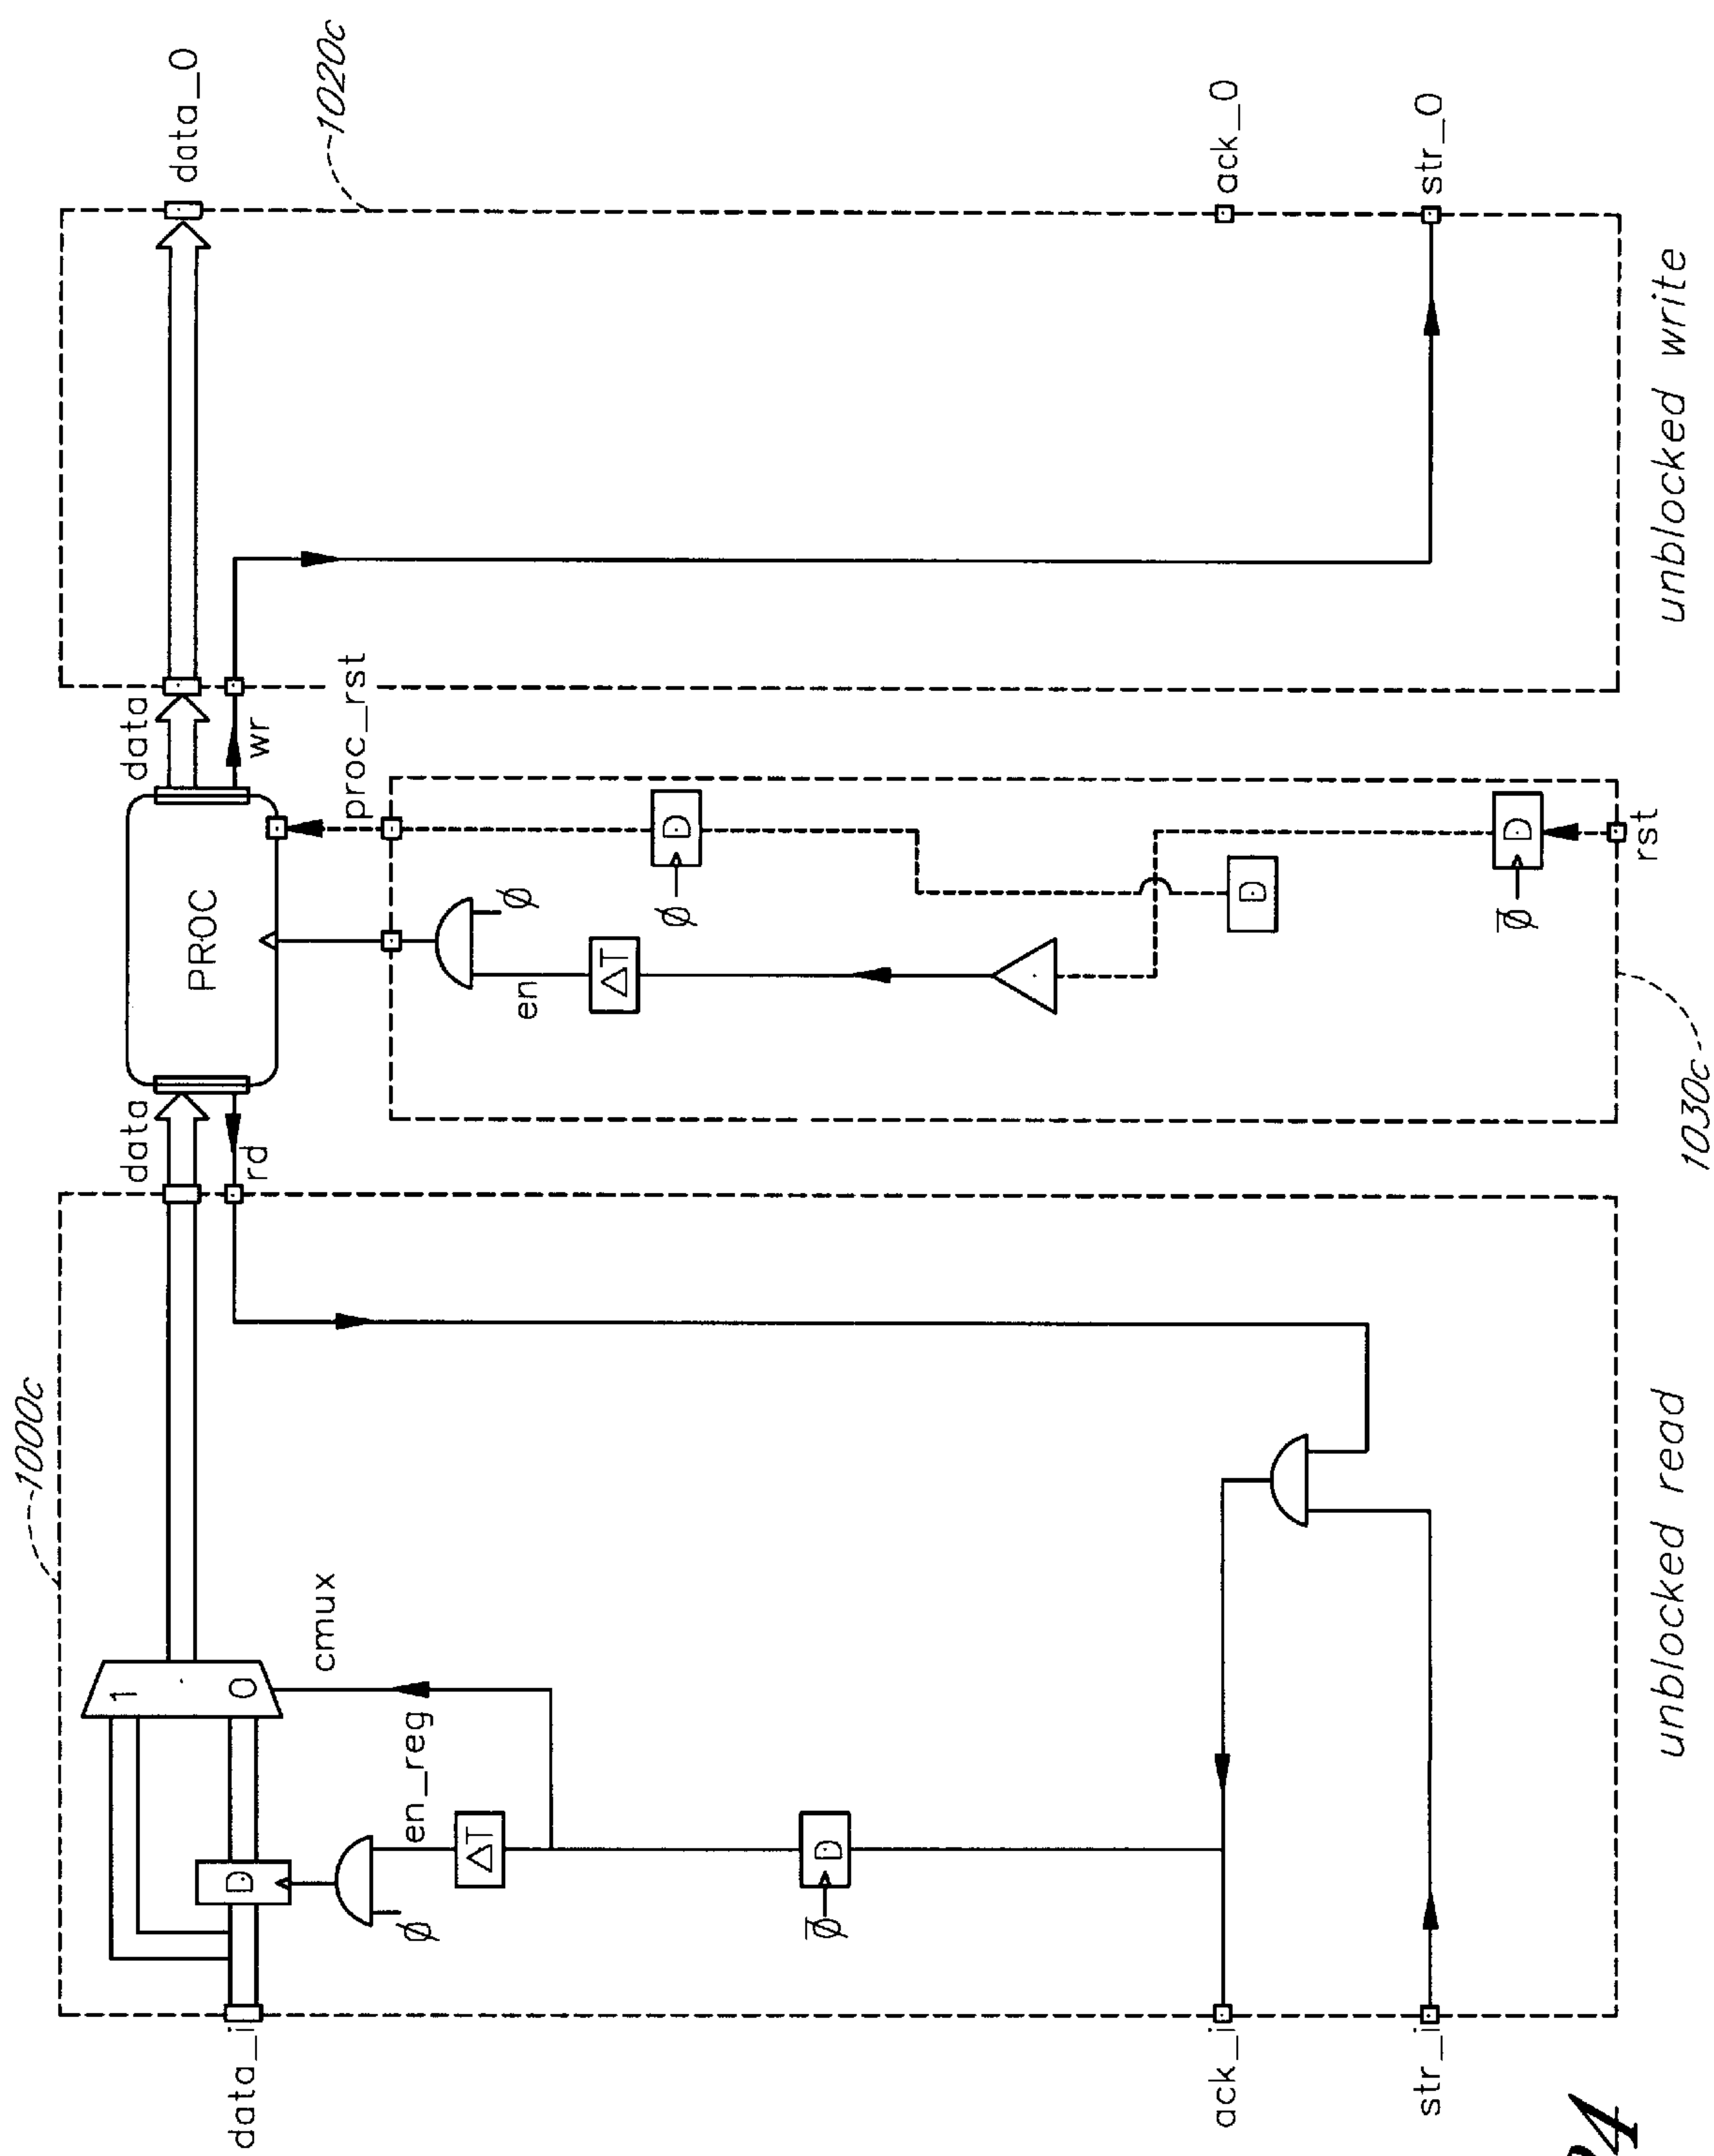 1000c
1020c
data_i
1
0
D
data
PROC
data
data_0
rd
wr
cmux
en_reg
ΔT
Ø
D
Ø̅
proc_rst
Ø
en
ΔT
D
Ø
D
D
Ø̅
rst
ack_i
str_i
ack_0
str_0
unblocked read
1030c
unblocked write